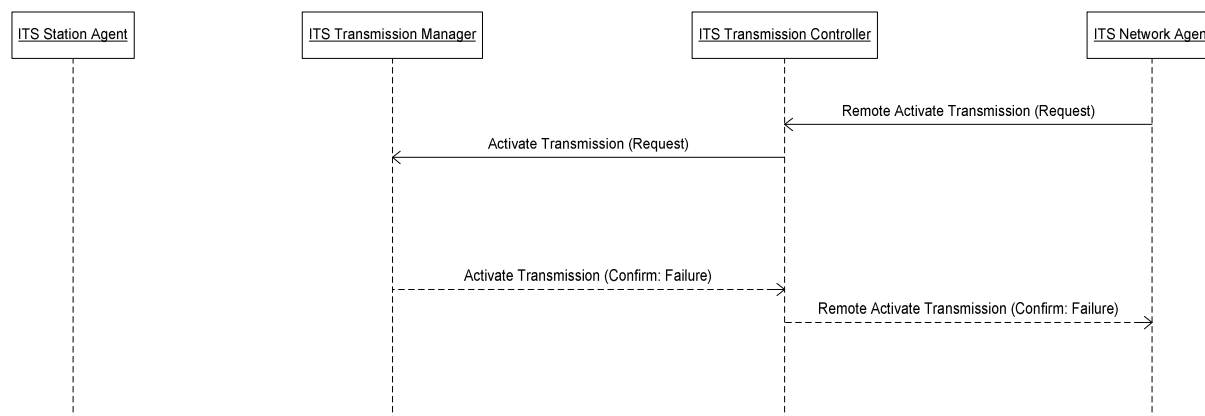 ITS Station Agent
ITS Transmission Manager
ITS Transmission Controller
ITS Network Agen
Remote Activate Transmission (Request)
Activate Transmission (Request)
Activate Transmission (Confirm: Failure)
Remote Activate Transmission (Confirm: Failure)